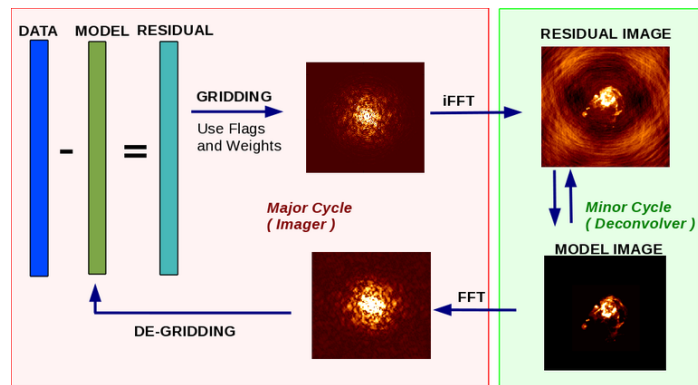 DATA
MODEL
RESIDUAL
RESIDUAL IMAGE
GRIDDING
Use Flags
and Weights
iFFT
-
=
Major Cycle
( Imager )
Minor Cycle
( Deconvolver )
MODEL IMAGE
FFT
DE-GRIDDING